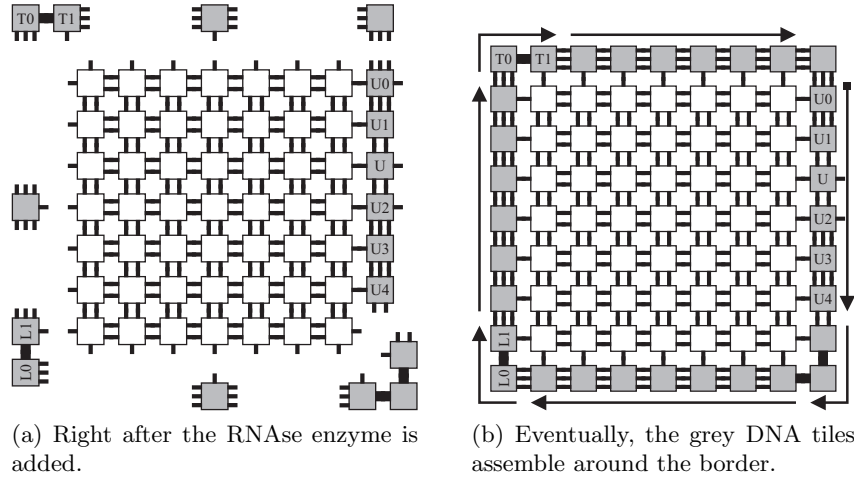 T0 T1
U0
U1
U
U2
U3
U4
L1
L0
T0 T1
U0
U1
U
U2
U3
U4
L1
L0
(a) Right after the RNAse enzyme is
added.
(b) Eventually, the grey DNA tiles
assemble around the border.